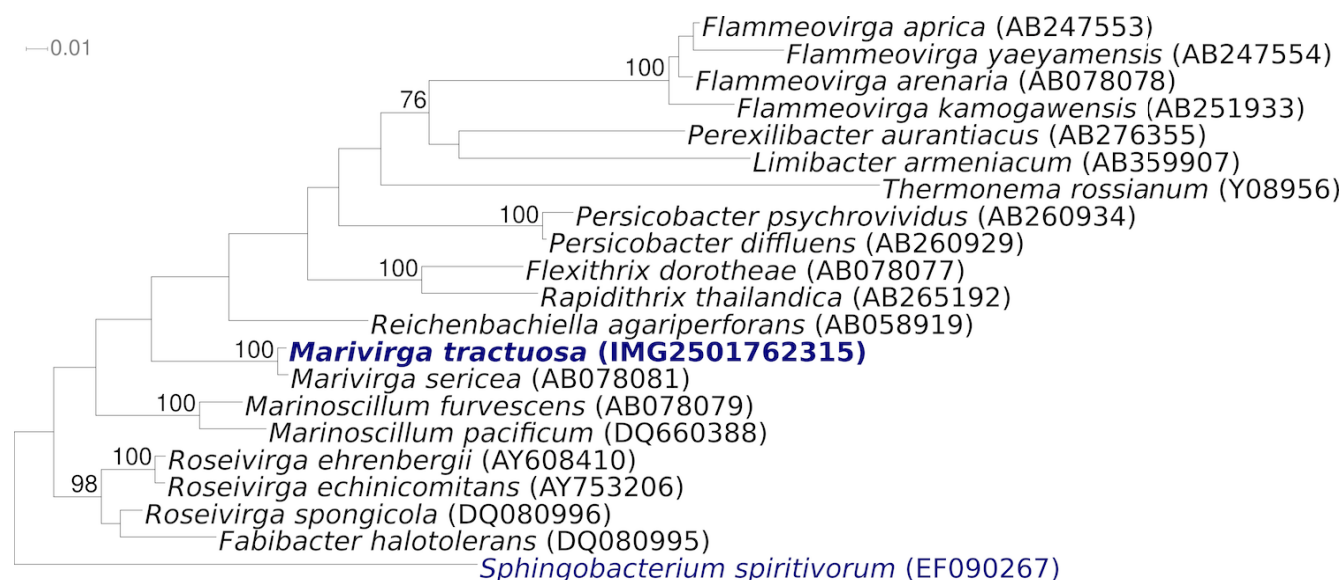 0.01
Flammeovirga aprica (AB247553)
Flammeovirga yaeyamensis (AB247554)
100
Flammeovirga arenaria (AB078078)
76
Flammeovirga kamogawensis (AB251933)
Perexilibacter aurantiacus (AB276355)
Limibacter armeniacum (AB359907)
Thermonema rossianum (Y08956)
100
Persicobacter psychrovividus (AB260934)
Persicobacter diffluens (AB260929)
100
Flexithrix dorotheae (AB078077)
Rapidithrix thailandica (AB265192)
Reichenbachiella agariperforans (AB058919)
100
Marivirga tractuosa (IMG2501762315)
Marivirga sericea (AB078081)
100
Marinoscillum furvescens (AB078079)
Marinoscillum pacificum (DQ660388)
100
Roseivirga ehrenbergii (AY608410)
98
Roseivirga echinicomitans (AY753206)
Roseivirga spongicola (DQ080996)
Fabibacter halotolerans (DQ080995)
Sphingobacterium spiritivorum (EF090267)